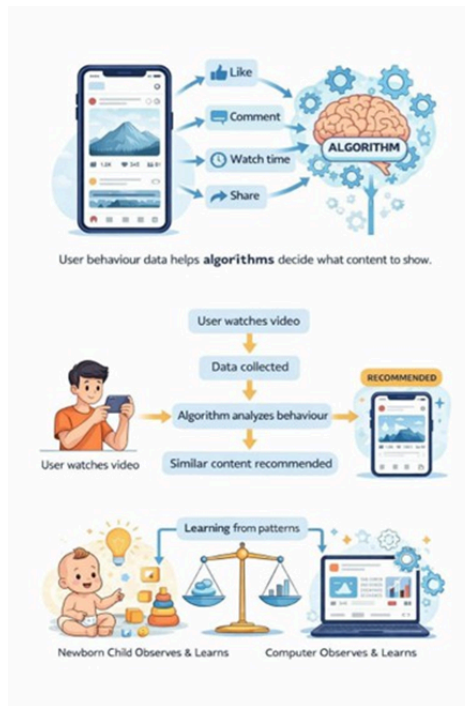 Like
Comment
Watch time
Share
ALGORITHM
User behaviour data helps algorithms decide what content to show.
User watches video
Data collected
RECOMMENDED
Algorithm analyzes behaviour
User watches video
Similar content recommended
Learning from patterns
Newborn Child Observes & Learns
Computer Observes & Learns